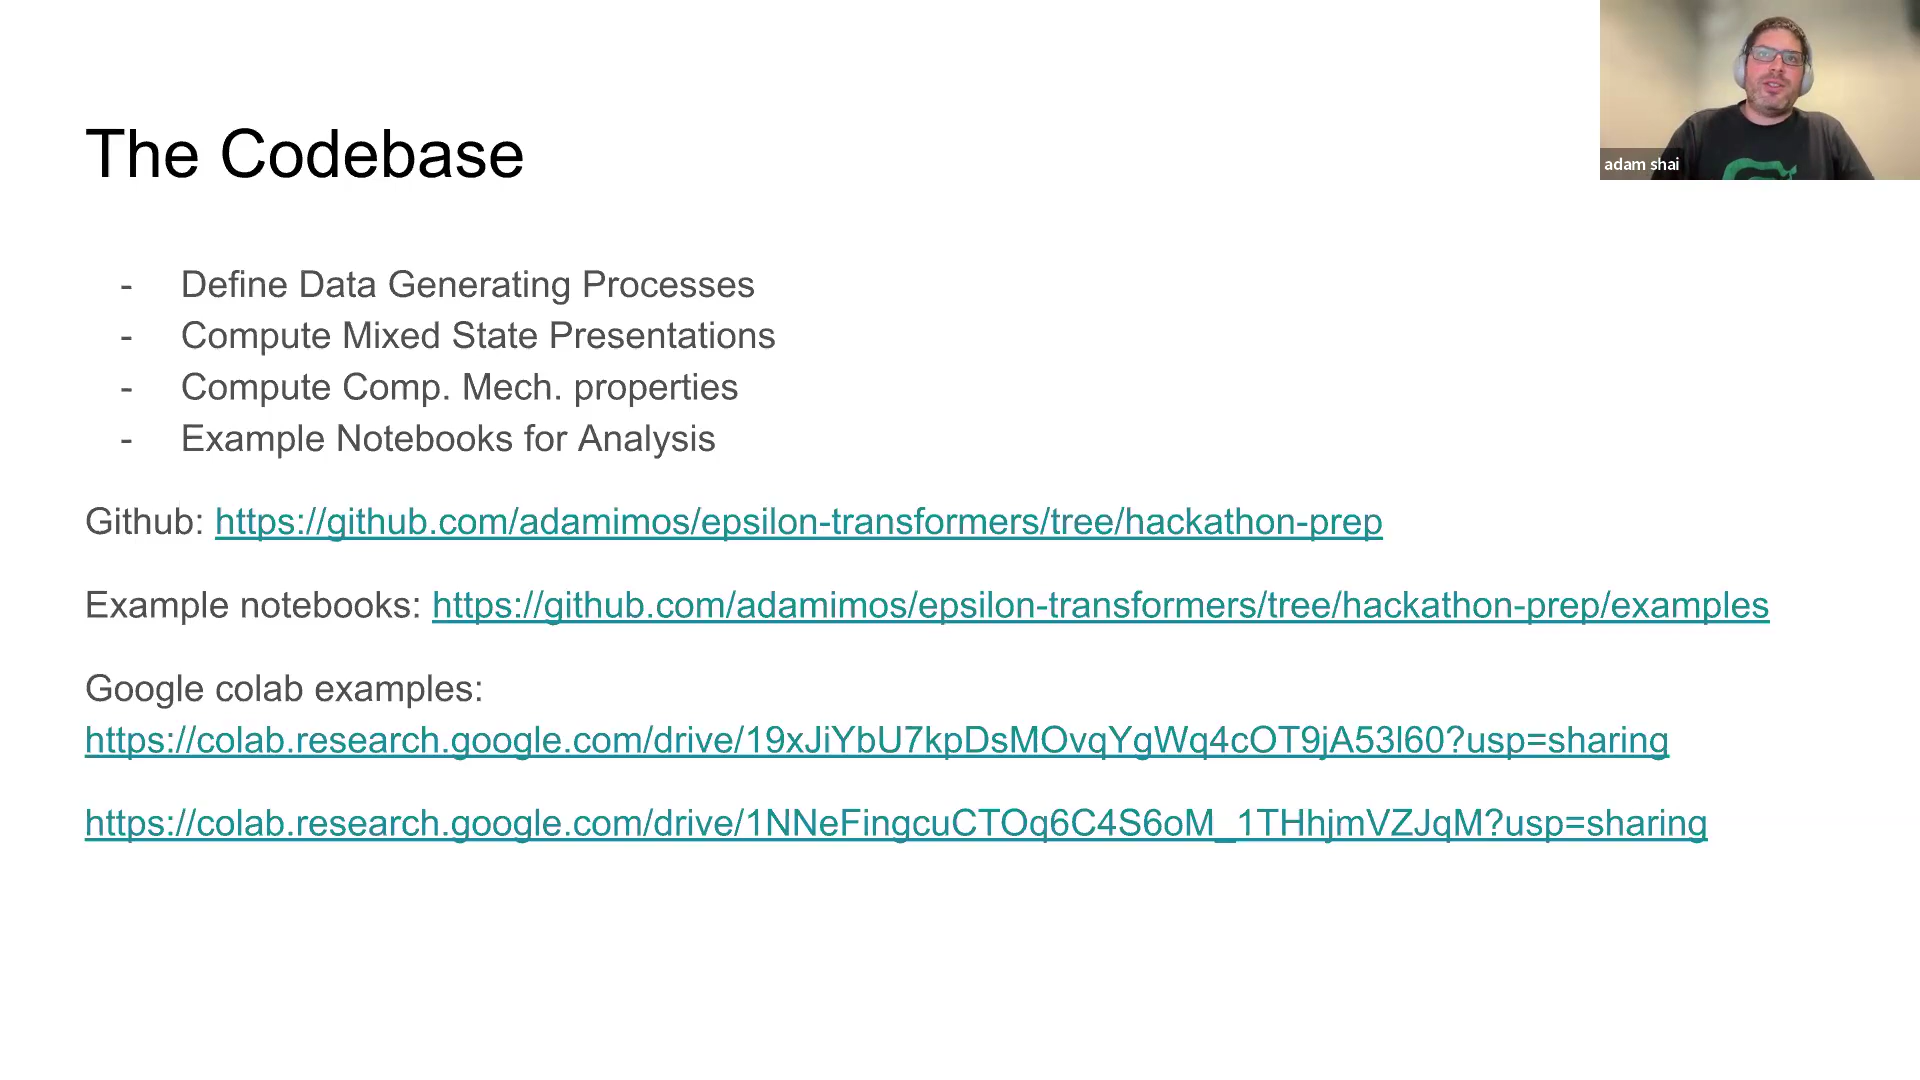 The Codebase
adam shai
- Define Data Generating Processes
- Compute Mixed State Presentations
- Compute Comp. Mech. properties
- Example Notebooks for Analysis
Github: https://github.com/adamimos/epsilon-transformers/tree/hackathon-prep
Example notebooks: https://github.com/adamimos/epsilon-transformers/tree/hackathon-prep/examples
Google colab examples:
https://colab.research.google.com/drive/19xJiYbU7kpDsMOvqYgWq4cOT9jA53l60?usp=sharing
https://colab.research.google.com/drive/1NNeFingcuCTOq6C4S6oM_1THhjmVZJqM?usp=sharing